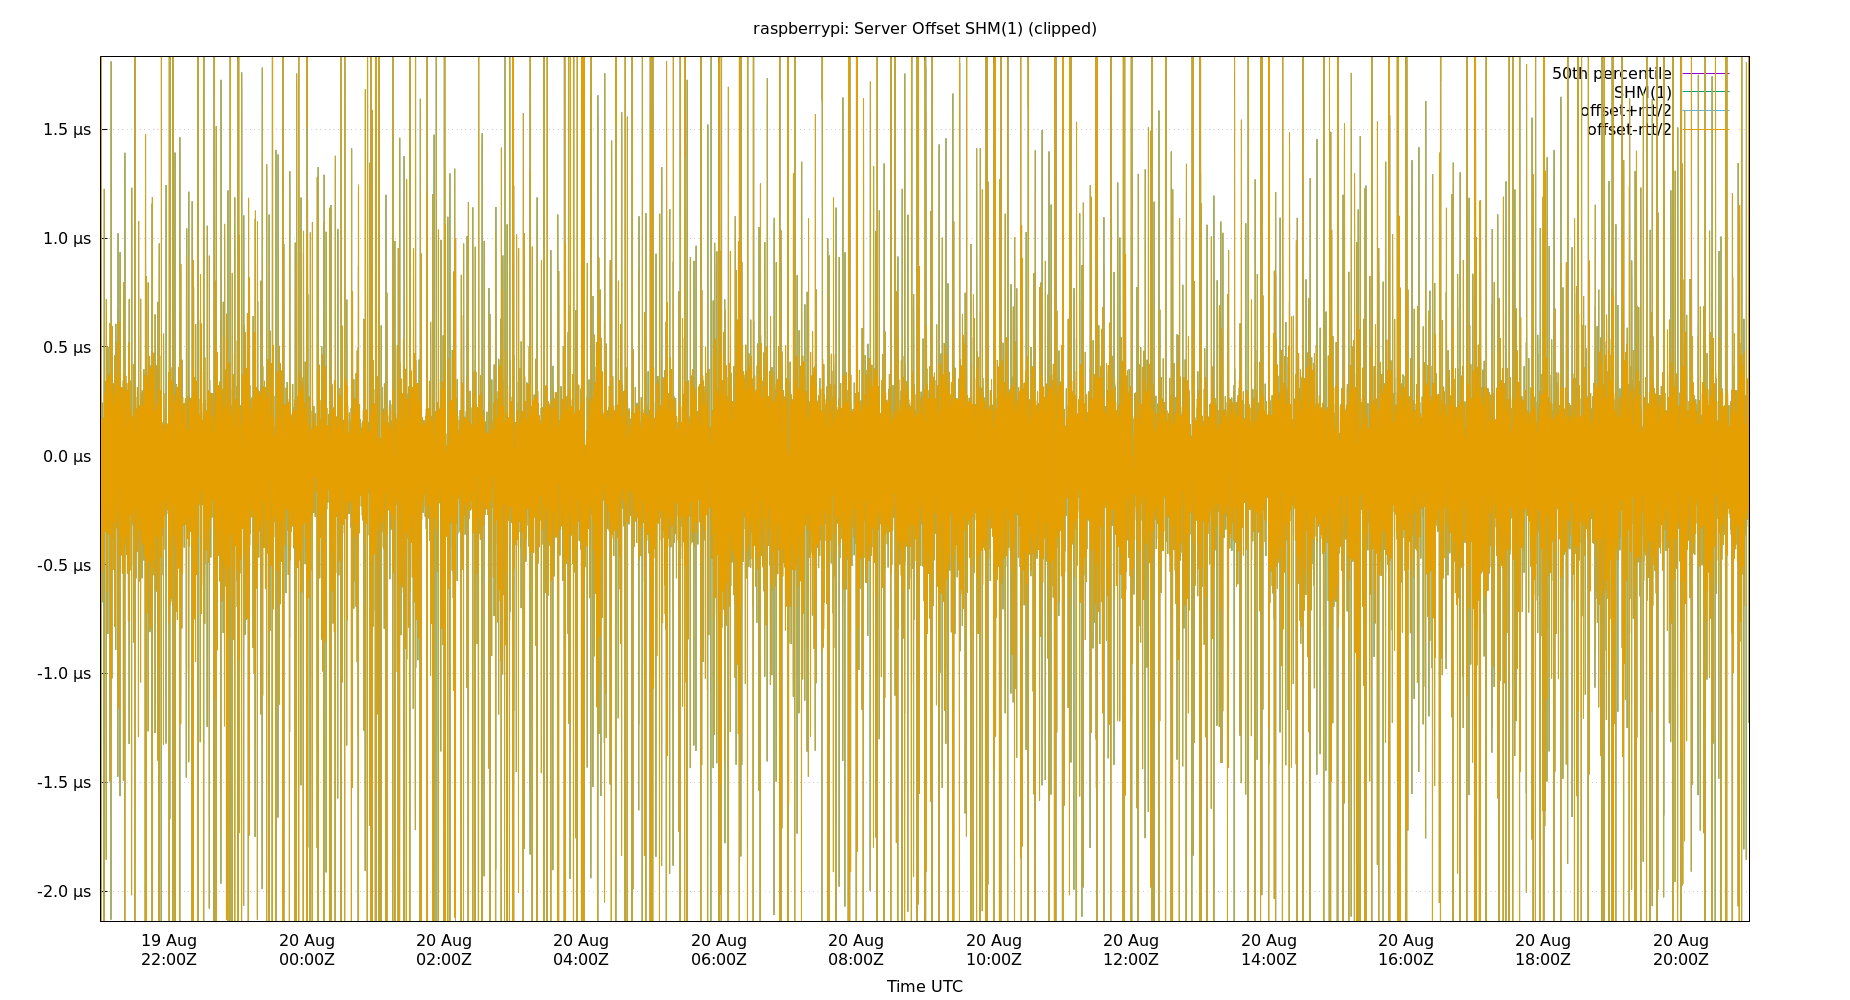 raspberrypi: Server Offset SHM(1) (clipped)
50th percentile
SHM(1)
offset+rtt/2
offset-rtt/2
1.5 µs
1.0 µs
0.5 µs
0.0 µs
-0.5 µs
-1.0 µs
-1.5 µs
-2.0 µs
19 Aug 20 Aug 20 Aug 20 Aug 20 Aug 20 Aug 20 Aug 20 Aug 20 Aug 20 Aug 20 Aug 20 Aug
22:00Z 00:00Z 02:00Z 04:00Z 06:00Z 08:00Z 10:00Z 12:00Z 14:00Z 16:00Z 18:00Z 20:00Z
Time UTC